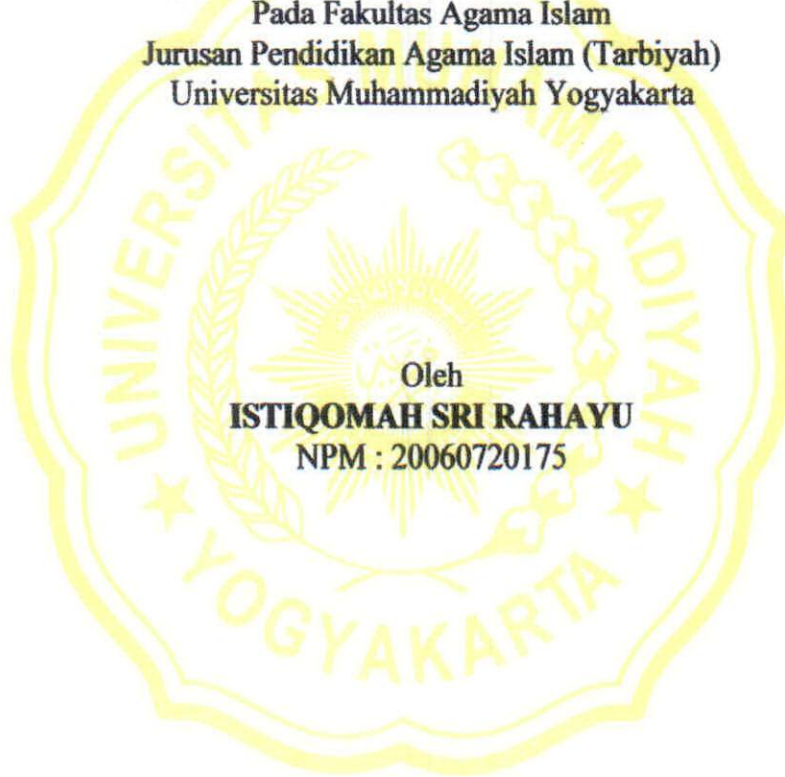 Pada Fakultas Agama Islam
Jurusan Pendidikan Agama Islam (Tarbiyah)
Universitas Muhammadiyah Yogyakarta
UNIVERSITAS MUHAMMADIYAH
YOGYAKARTA
Oleh
ISTIQOMAH SRI RAHAYU
NPM : 20060720175